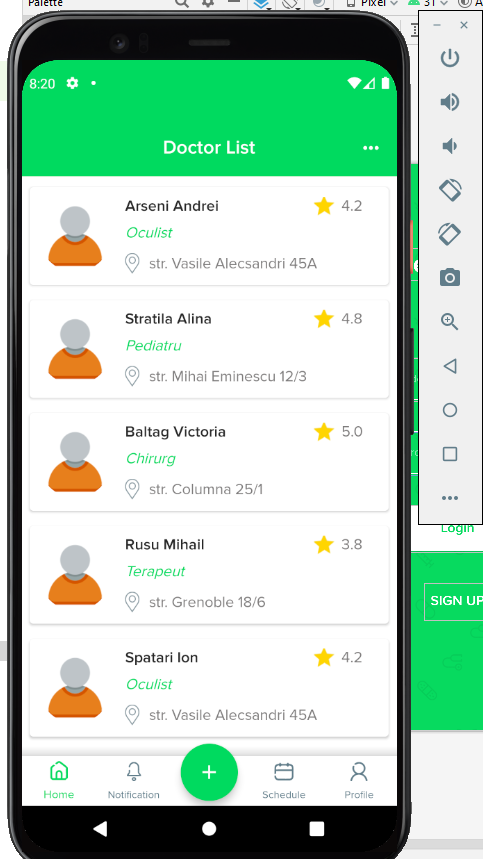 Palette
Pixel
31
8:20
Doctor List
Arseni Andrei
4.2
Oculist
str. Vasile Alecsandri 45A
Stratila Alina
4.8
Pediatru
str. Mihai Eminescu 12/3
Baltag Victoria
5.0
Chirurg
str. Columna 25/1
Rusu Mihail
3.8
Terapeut
str. Grenoble 18/6
Spatari Ion
4.2
Oculist
str. Vasile Alecsandri 45A
Home
Notification
Schedule
Profile
Login
SIGN UP